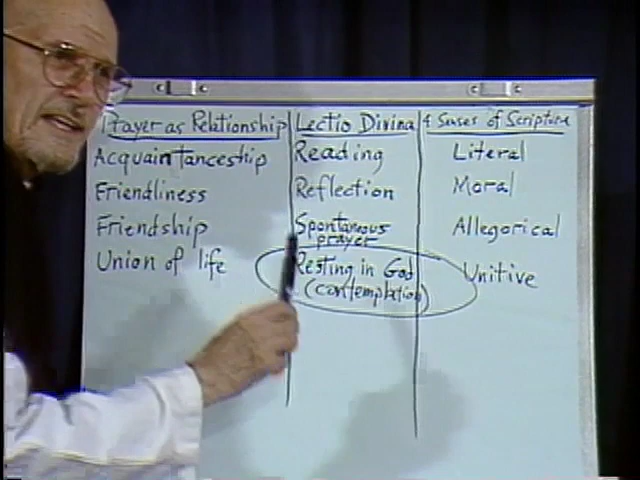 Prayer as Relationship
Acquaintanceship
Friendliness
Friendship
Union of life
Lectio Divina
Reading
Reflection
Spontaneous
prayer
Resting in God
(contemplation)
4 Senses of Scripture
Literal
Moral
Allegorical
Unitive